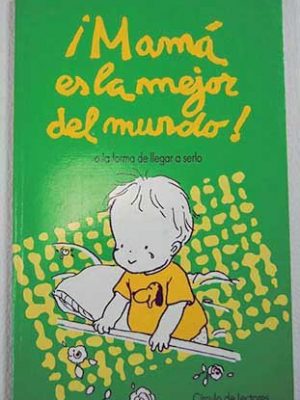 ¡Mamá
es la mejor
del mundo!
o la forma de llegar a serlo
Círculo de Lectores